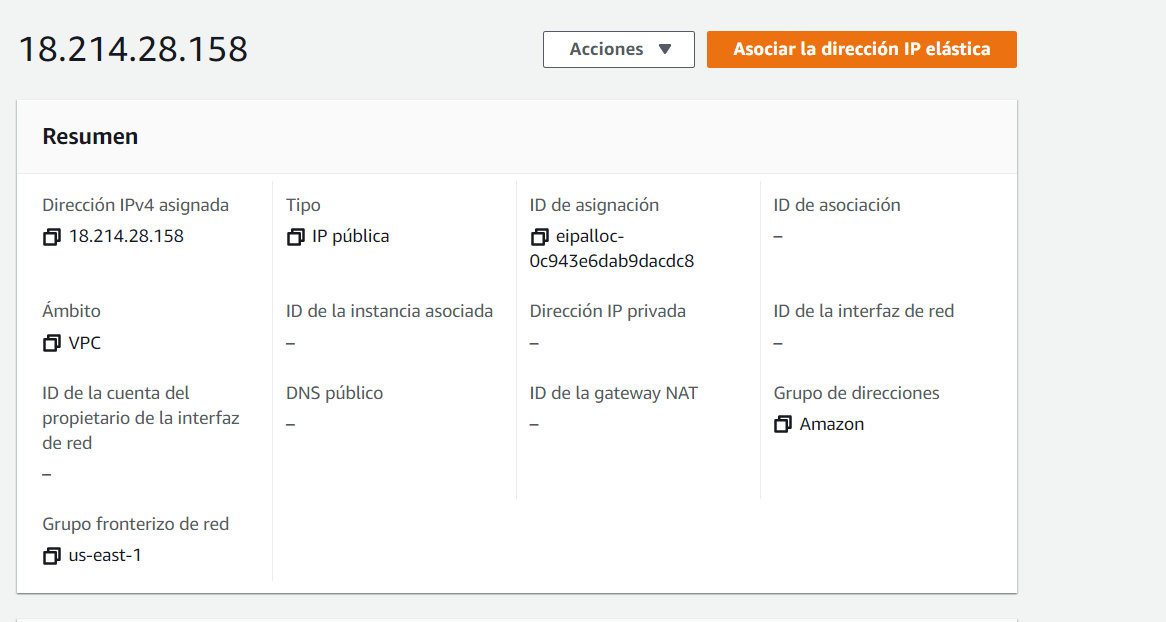 18.214.28.158
Acciones
Asociar la dirección IP elástica
Resumen
Dirección IPv4 asignada
18.214.28.158
Tipo
IP pública
ID de asignación
eipalloc-
0c943e6dab9dacdc8
ID de asociación
–
Ámbito
VPC
ID de la instancia asociada
–
Dirección IP privada
–
ID de la interfaz de red
–
ID de la cuenta del
propietario de la interfaz
de red
–
DNS público
–
ID de la gateway NAT
–
Grupo de direcciones
Amazon
Grupo fronterizo de red
us-east-1